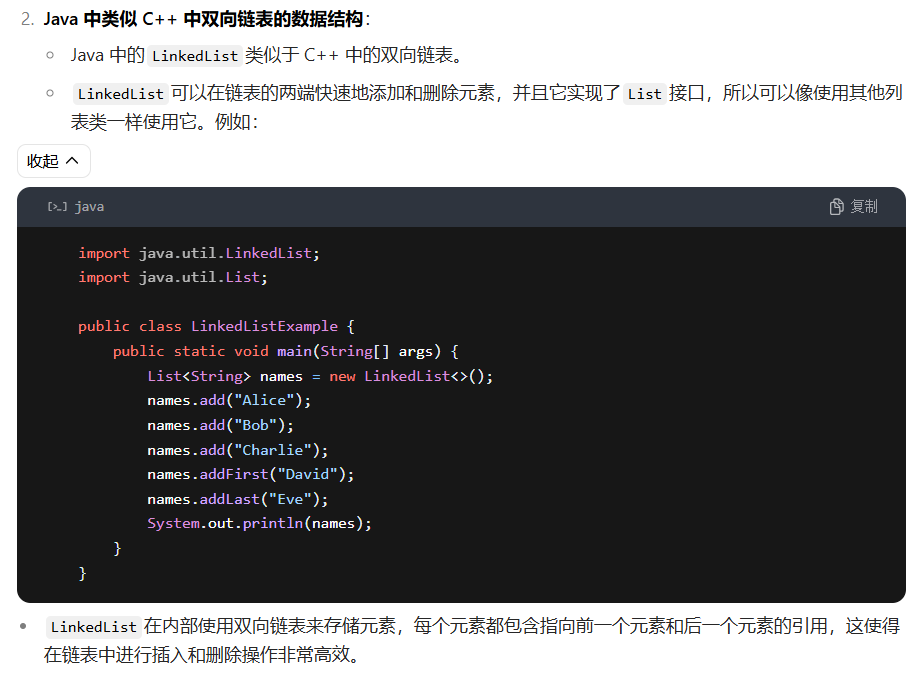 2. Java 中类似 C++ 中双向链表的数据结构：
Java 中的 LinkedList 类似于 C++ 中的双向链表。
LinkedList 可以在链表的两端快速地添加和删除元素，并且它实现了 List 接口，所以可以像使用其他列
表类一样使用它。例如：
收起
[>_] java 复制
import java.util.LinkedList;
import java.util.List;
public class LinkedListExample {
    public static void main(String[] args) {
        List<String> names = new LinkedList<>();
        names.add("Alice");
        names.add("Bob");
        names.add("Charlie");
        names.addFirst("David");
        names.addLast("Eve");
        System.out.println(names);
    }
}
LinkedList 在内部使用双向链表来存储元素，每个元素都包含指向前一个元素和后一个元素的引用，这使得
在链表中进行插入和删除操作非常高效。